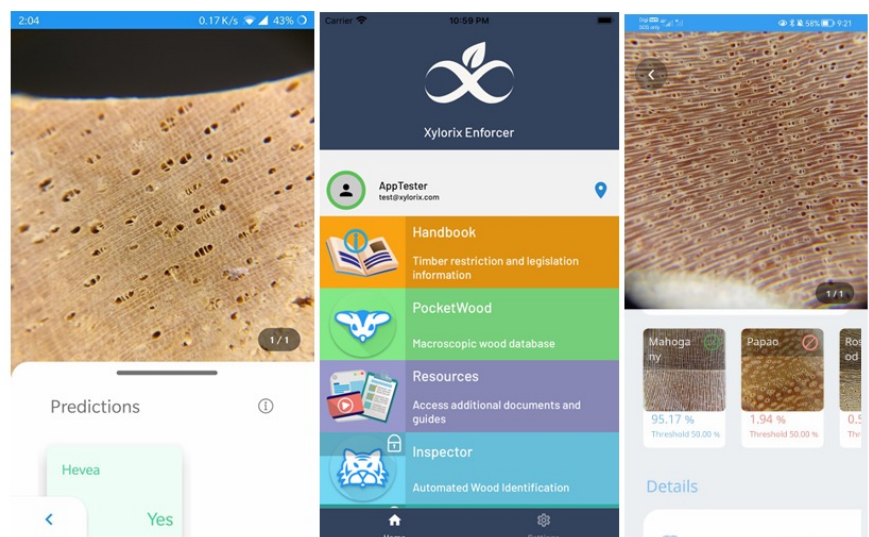 2:04
0.17 K/s 43%
1/1
Predictions
Hevea
Yes
Carrier
10:59 PM
Xylorix Enforcer
AppTester
test@xylorix.com
Handbook
Timber restriction and legislation
information
PocketWood
Macroscopic wood database
Resources
Access additional documents and
guides
Inspector
Automated Wood Identification
58% 9:21
1/1
Mahoga
ny
95.17 %
Threshold 50.00 %
Papao
1.94 %
Threshold 50.00 %
Details